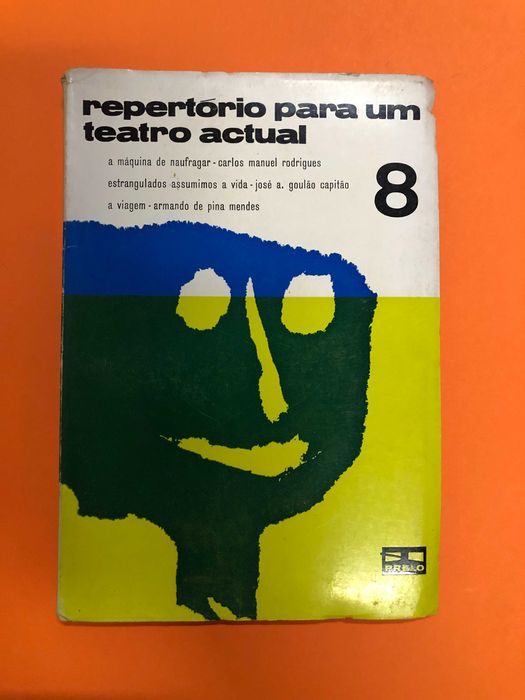 repertório para um
teatro actual
a máquina de naufragar - carlos manuel rodrigues
estrangulados assumimos a vida - josé a. goulão capitão
a viagem - armando de pina mendes
8
PRELO